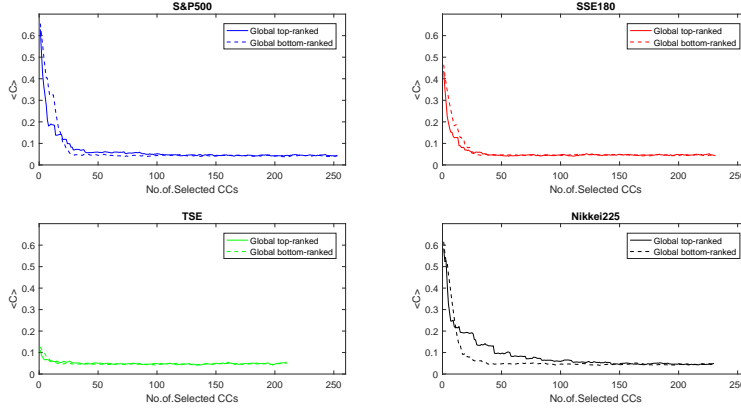 S&P500
Global top-ranked
Global bottom-ranked
0.6
0.5
0.4
0.3
0.2
0.1
0
<C>
0 50 100 150 200 250
No.of.Selected CCs
SSE180
Global top-ranked
Global bottom-ranked
0.6
0.5
0.4
0.3
0.2
0.1
0
<C>
0 50 100 150 200 250
No.of.Selected CCs
TSE
Global top-ranked
Global bottom-ranked
0.6
0.5
0.4
0.3
0.2
0.1
0
<C>
0 50 100 150 200 250
No.of.Selected CCs
Nikkei225
Global top-ranked
Global bottom-ranked
0.6
0.5
0.4
0.3
0.2
0.1
0
<C>
0 50 100 150 200 250
No.of.Selected CCs